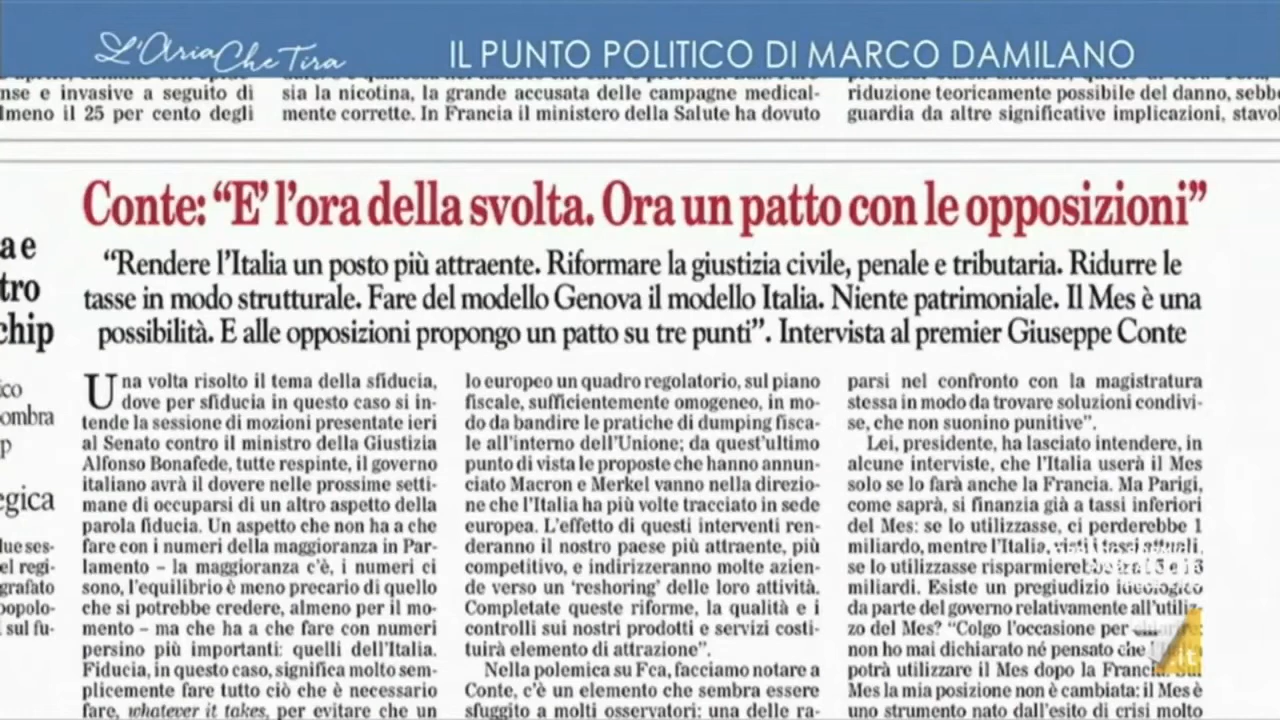 L'Aria Che Tira
IL PUNTO POLITICO DI MARCO DAMILANO
nse e invasive a seguito di
lmeno il 25 per cento degli
sia la nicotina, la grande accusata delle campagne medical-
mente corrette. In Francia il ministero della Salute ha dovuto
riduzione teoricamente possibile del danno, sebbe
guardia da altre significative implicazioni, stavol
Conte: “E’ l’ora della svolta. Ora un patto con le opposizioni”
“Rendere l’Italia un posto più attraente. Riformare la giustizia civile, penale e tributaria. Ridurre le
tasse in modo strutturale. Fare del modello Genova il modello Italia. Niente patrimoniale. Il Mes è una
possibilità. E alle opposizioni propongo un patto su tre punti”. Intervista al premier Giuseppe Conte
a e
tro
chip
ico
ombra
p
egica
lue ses-
el regi-
grafato
popolo-
sul fu-
Una volta risolto il tema della sfiducia,
dove per sfiducia in questo caso si in-
tende la sessione di mozioni presentate ieri
al Senato contro il ministro della Giustizia
Alfonso Bonafede, tutte respinte, il governo
italiano avrà il dovere nelle prossime setti-
mane di occuparsi di un altro aspetto della
parola fiducia. Un aspetto che non ha a che
fare con i numeri della maggioranza in Par-
lamento – la maggioranza c’è, i numeri ci
sono, l’equilibrio è meno precario di quello
che si potrebbe credere, almeno per il mo-
mento – ma che ha a che fare con numeri
persino più importanti: quelli dell’Italia.
Fiducia, in questo caso, significa molto sem-
plicemente fare tutto ciò che è necessario
fare, whatever it takes, per evitare che un
lo europeo un quadro regolatorio, sul piano
fiscale, sufficientemente omogeneo, in mo-
do da bandire le pratiche di dumping fisca-
le all’interno dell’Unione; da quest’ultimo
punto di vista le proposte che hanno annun-
ciato Macron e Merkel vanno nella direzio-
ne che l’Italia ha più volte tracciato in sede
europea. L’effetto di questi interventi ren-
deranno il nostro paese più attraente, più
competitivo, e indirizzeranno molte azien-
de verso un ‘reshoring’ delle loro attività.
Completate queste riforme, la qualità e i
controlli sui nostri prodotti e servizi costi-
tuirà elemento di attrazione”.
Nella polemica su Fca, facciamo notare a
Conte, c’è un elemento che sembra essere
sfuggito a molti osservatori: una delle ra-
parsi nel confronto con la magistratura
stessa in modo da trovare soluzioni condivi-
se, che non suonino punitive”.
Lei, presidente, ha lasciato intendere, in
alcune interviste, che l’Italia userà il Mes
solo se lo farà anche la Francia. Ma Parigi,
come saprà, si finanzia già a tassi inferiori
del Mes: se lo utilizzasse, ci perderebbe 1
miliardo, mentre l’Italia, visti i tassi attuali,
se lo utilizzasse
miliardi. Esiste un pregiudizio ideologico
da parte del governo relativamente all’utiliz-
zo del Mes? “Colgo l’occasione per chiarire:
non ho mai dichiarato né pensato che
potrà utilizzare il Mes dopo la Francia. Sul
Mes la mia posizione non è cambiata: il Mes è
uno strumento nato dall’esito di crisi molto